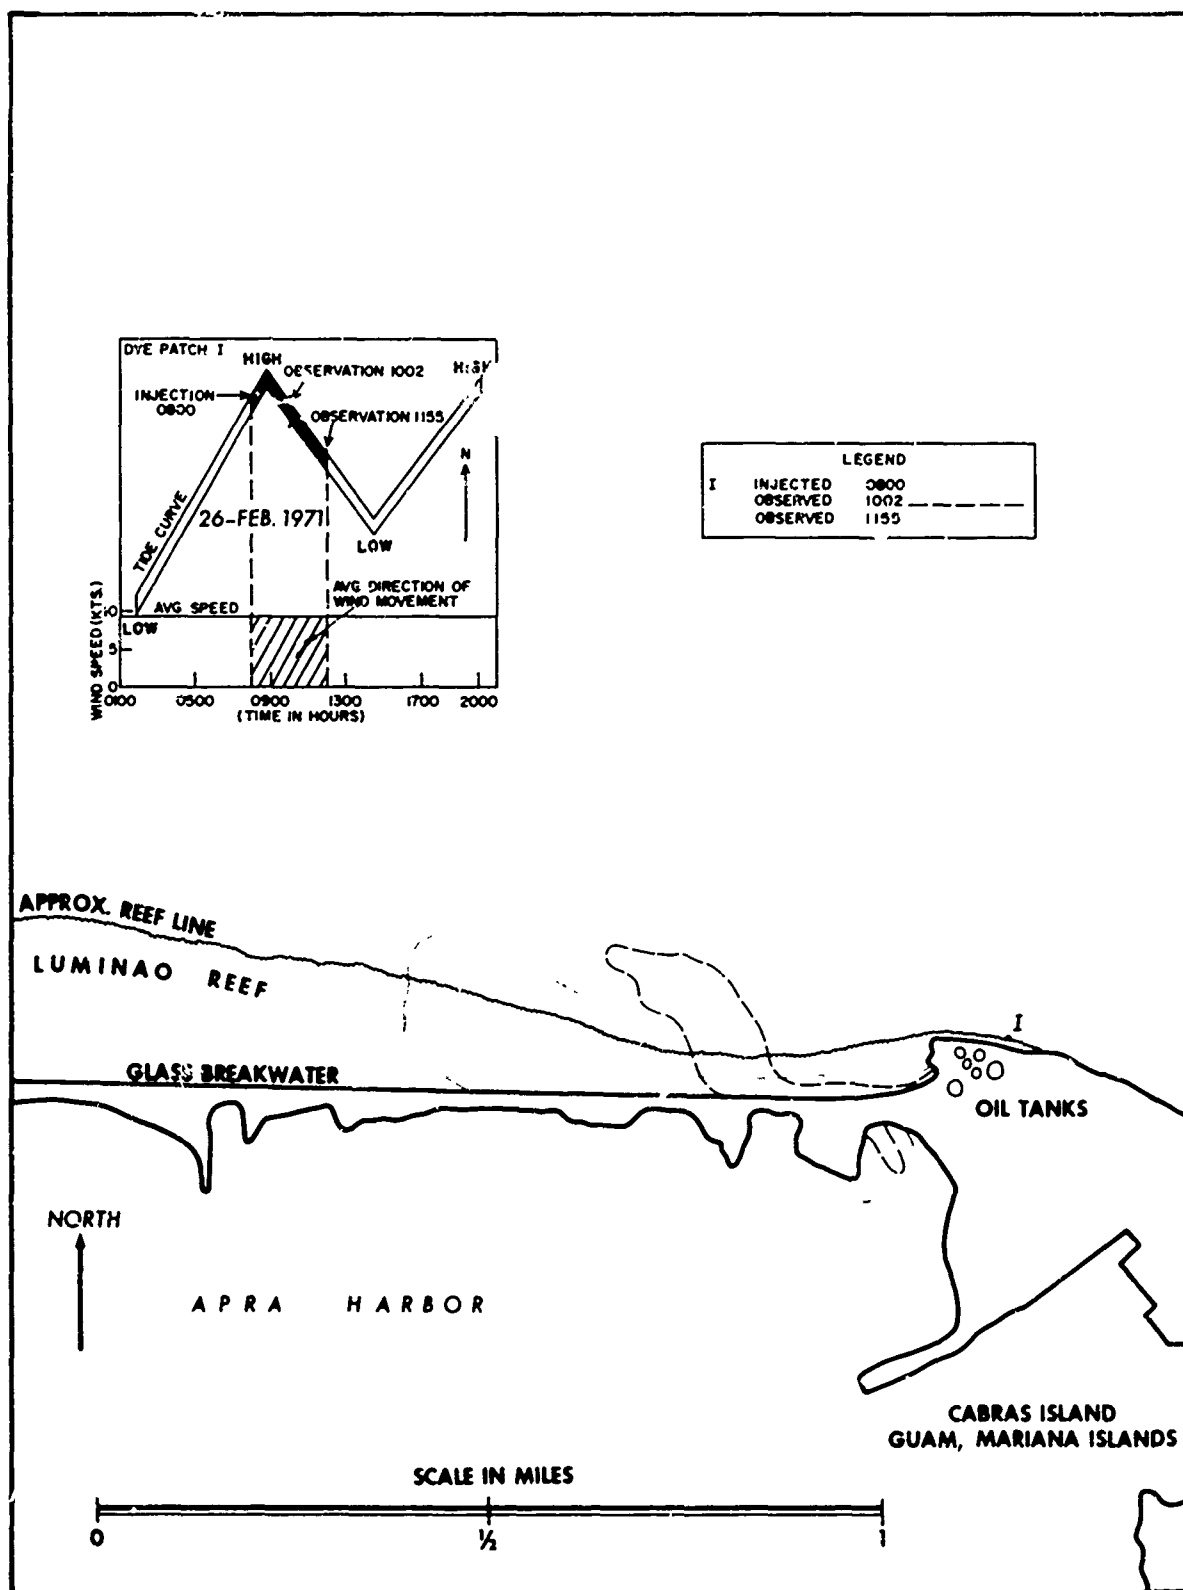 DYE PATCH I
HIGH
HIGH
OBSERVATION 1002
INJECTION
0800
OBSERVATION 1155
N
TIDE CURVE
26-FEB. 1971
LOW
AVG DIRECTION OF
WIND MOVEMENT
AVG SPEED
LOW
WIND SPEED (KTS.)
10
5
0
0100 0500 0900 1300 1700 2000
(TIME IN HOURS)
LEGEND
I INJECTED 0800
OBSERVED 1002
OBSERVED 1155
APPROX. REEF LINE
LUMINAO REEF
I
GLASS BREAKWATER
OIL TANKS
NORTH
APRA HARBOR
CABRAS ISLAND
GUAM, MARIANA ISLANDS
SCALE IN MILES
0 ½ 1